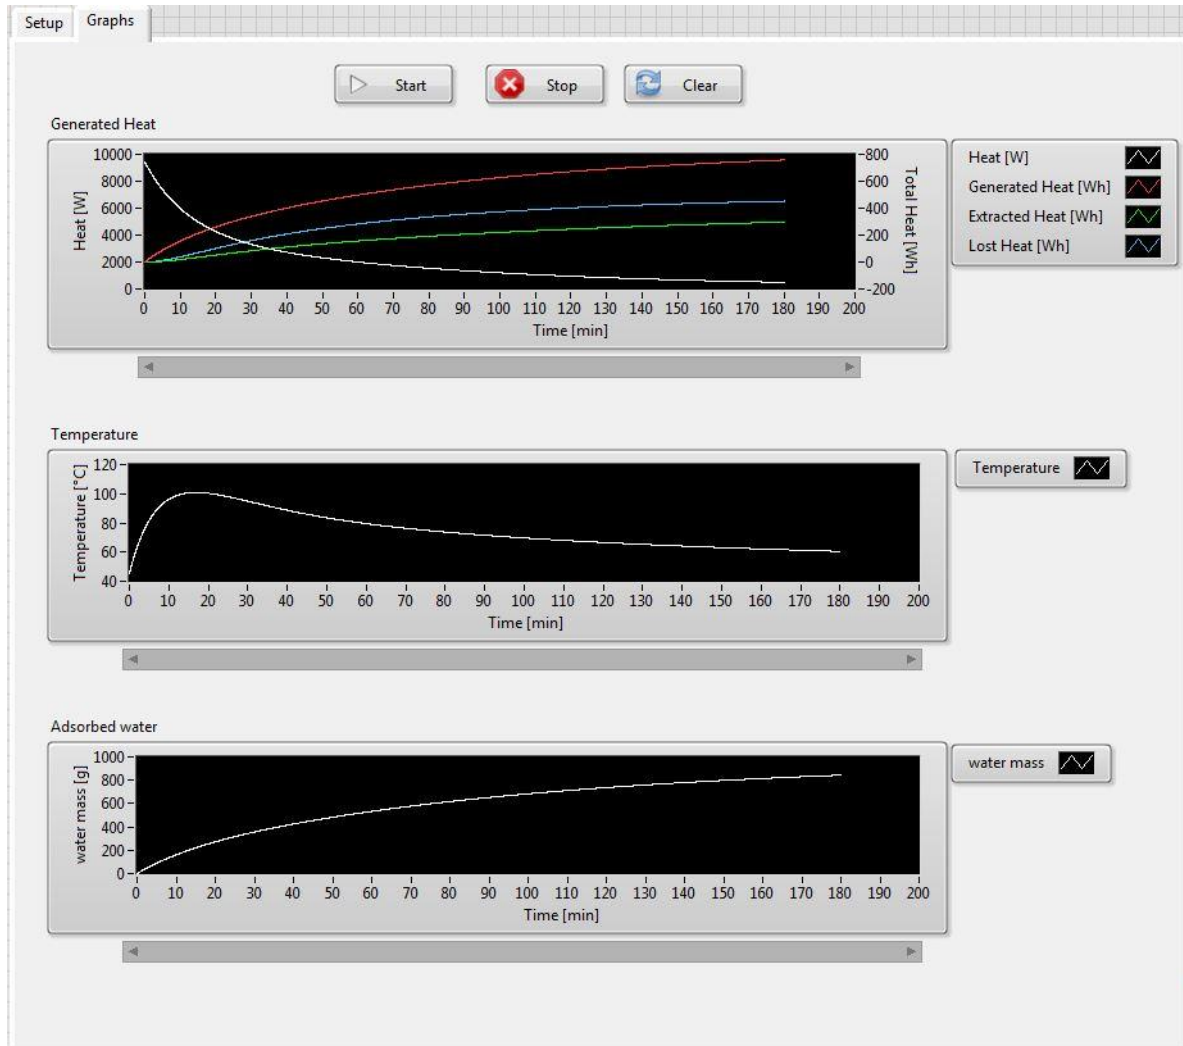 Setup Graphs
Start Stop Clear
Generated Heat
Heat [W]
10000
8000
6000
4000
2000
0
0 10 20 30 40 50 60 70 80 90 100 110 120 130 140 150 160 170 180 190 200
Time [min]
800
600
400
200
-0
-200
Total Heat [Wh]
Heat [W]
Generated Heat [Wh]
Extracted Heat [Wh]
Lost Heat [Wh]
Temperature
Temperature [°C]
120
100
80
60
40
0 10 20 30 40 50 60 70 80 90 100 110 120 130 140 150 160 170 180 190 200
Time [min]
Temperature
Adsorbed water
water mass [g]
1000
800
600
400
200
0
0 10 20 30 40 50 60 70 80 90 100 110 120 130 140 150 160 170 180 190 200
Time [min]
water mass